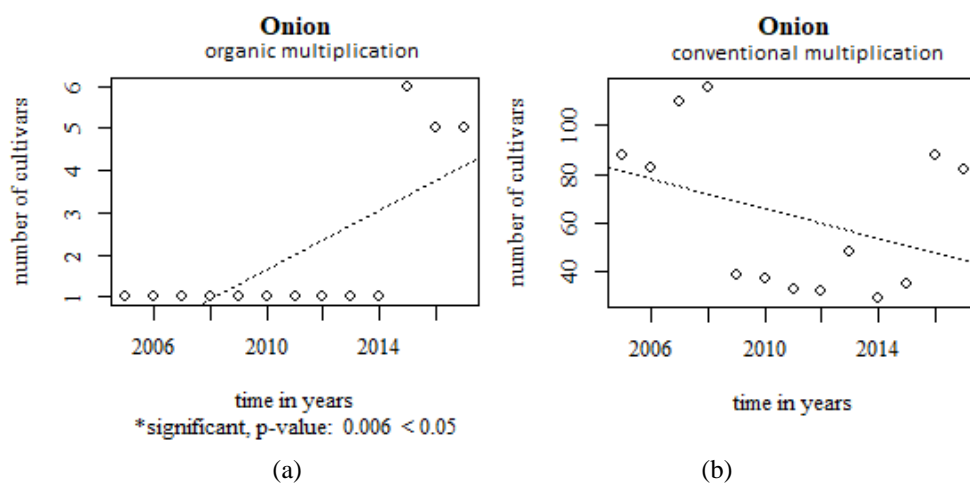 Onion
organic multiplication
number of cultivars
6
5
4
3
2
1
2006 2010 2014
time in years
*significant, p-value: 0.006 < 0.05
(a)
Onion
conventional multiplication
number of cultivars
100
80
60
40
2006 2010 2014
time in years
(b)